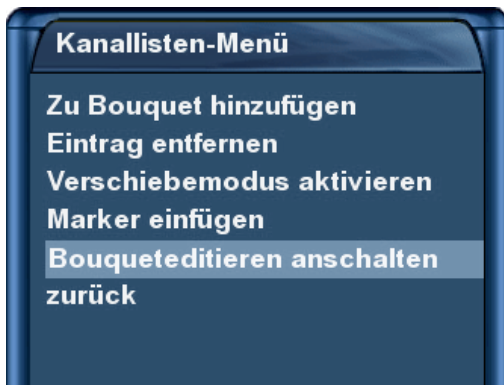 Kanallisten-Menü
Zu Bouquet hinzufügen
Eintrag entfernen
Verschiebemodus aktivieren
Marker einfügen
Bouqueteditieren anschalten
zurück